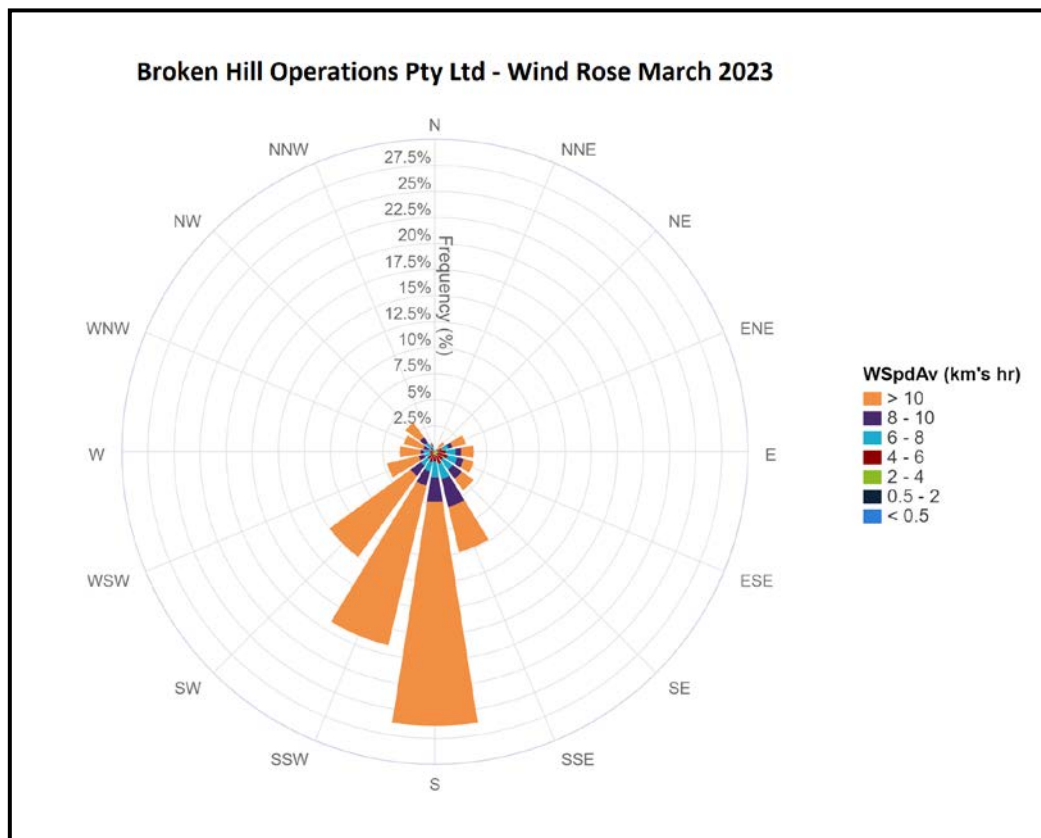 Broken Hill Operations Pty Ltd - Wind Rose March 2023
N
NNW
NNE
27.5%
25%
NW
NE
22.5%
20%
Frequency (%)
17.5%
15%
12.5%
WNW
ENE
10%
7.5%
5%
2.5%
W
E
WSpdAv (km's hr)
> 10
8 - 10
6 - 8
4 - 6
2 - 4
0.5 - 2
< 0.5
WSW
ESE
SW
SE
SSW
SSE
S